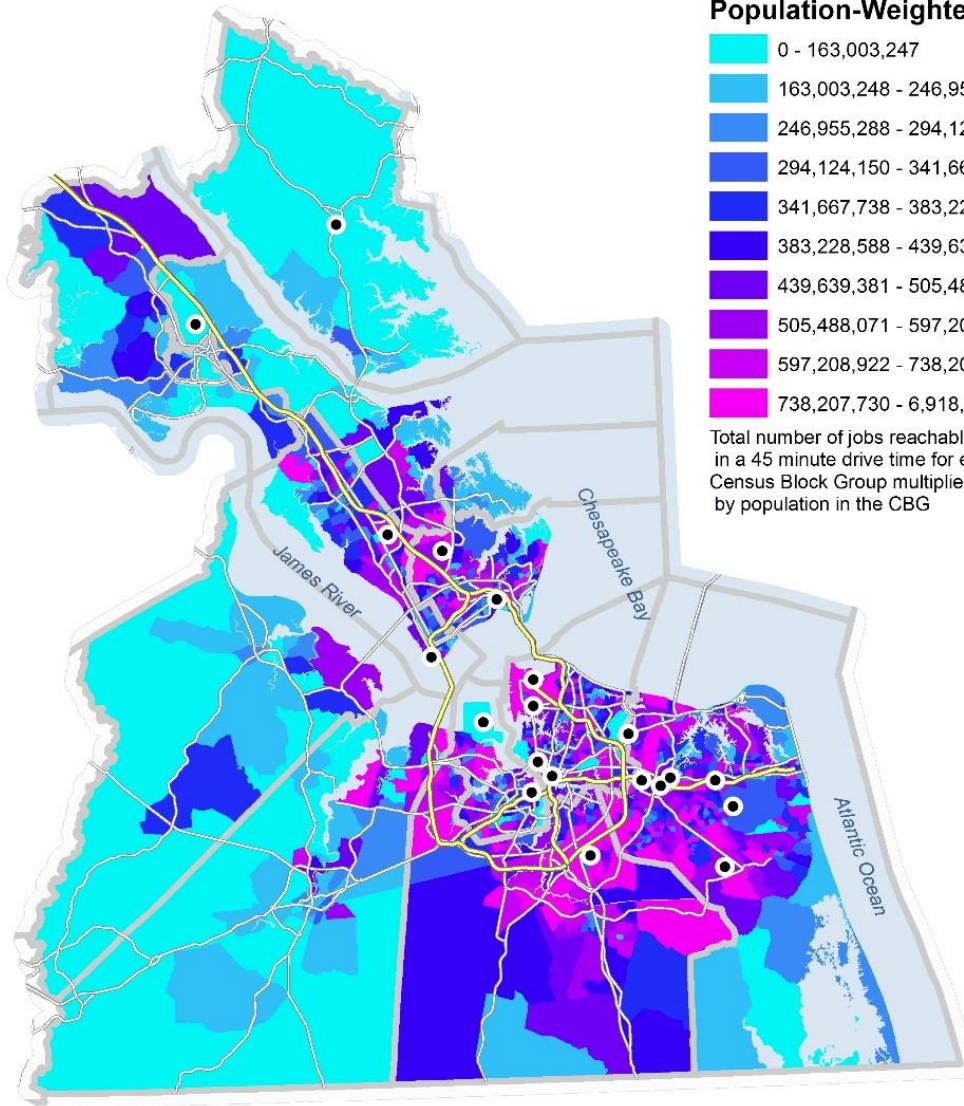 Population-Weighte
0 - 163,003,247
163,003,248 - 246,95
246,955,288 - 294,12
294,124,150 - 341,66
341,667,738 - 383,22
383,228,588 - 439,63
439,639,381 - 505,48
505,488,071 - 597,20
597,208,922 - 738,20
738,207,730 - 6,918,
Total number of jobs reachabl
in a 45 minute drive time for e
Census Block Group multiplie
by population in the CBG
Chesapeake Bay
James River
Atlantic Ocean